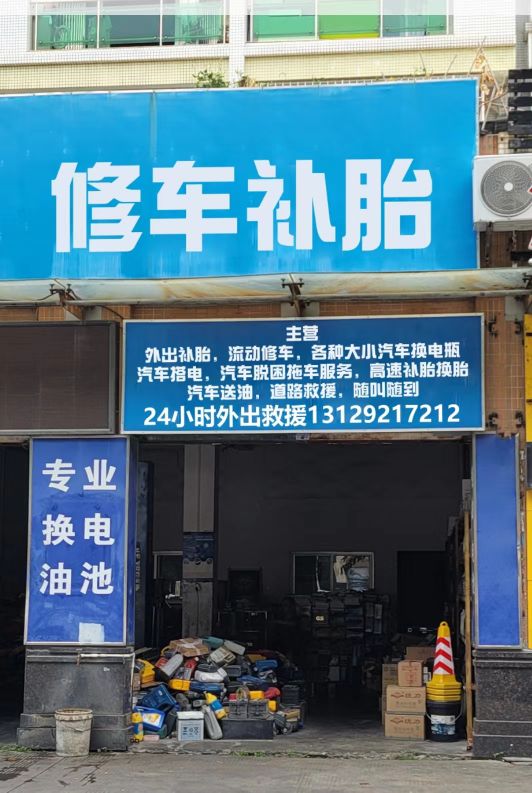 修车补胎
主营
外出补胎，流动修车，各种大小汽车换电瓶
汽车搭电，汽车脱困拖车服务，高速补胎换胎
汽车送油，道路救援，随叫随到
24小时外出救援13129217212
专业
换电
油池